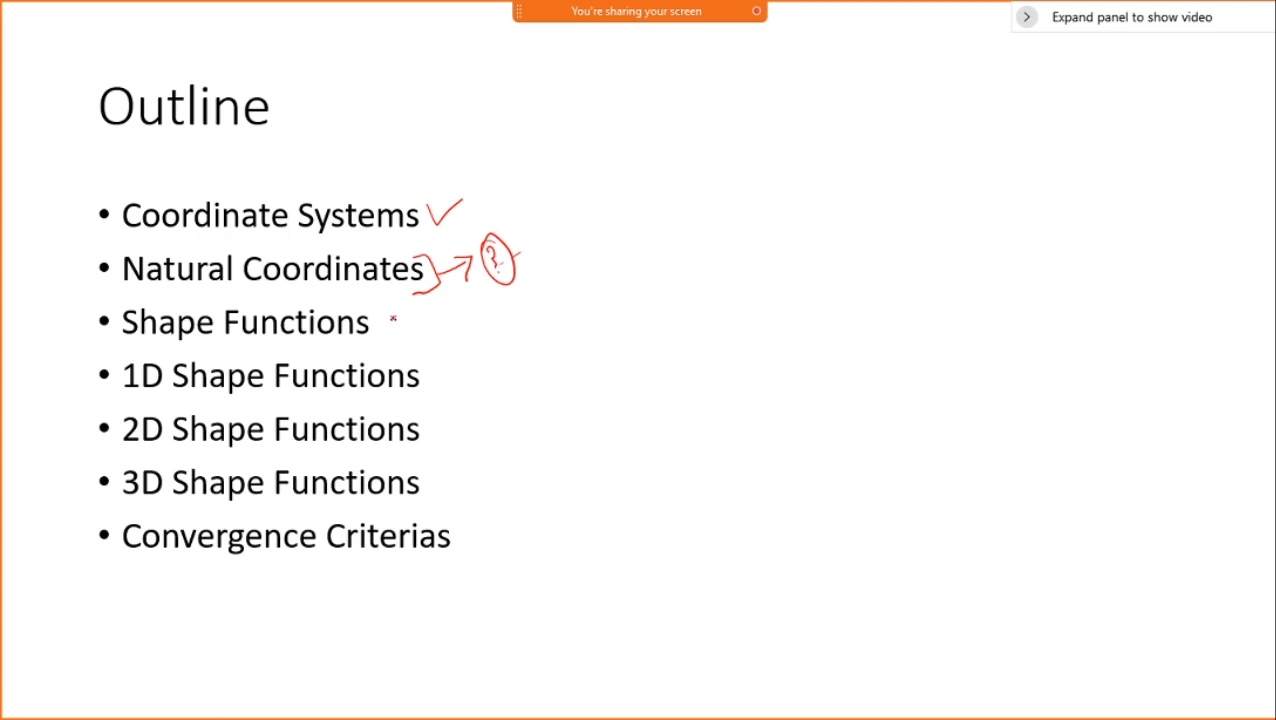 You're sharing your screen
Expand panel to show video
Outline
• Coordinate Systems
• Natural Coordinates ?
• Shape Functions
• 1D Shape Functions
• 2D Shape Functions
• 3D Shape Functions
• Convergence Criterias